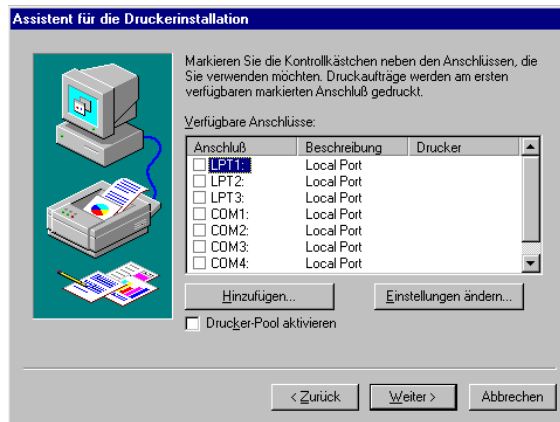 Assistent für die Druckerinstallation
Markieren Sie die Kontrollkästchen neben den Anschlüssen, die
Sie verwenden möchten. Druckaufträge werden am ersten
verfügbaren markierten Anschluß gedruckt.
Verfügbare Anschlüsse:
Anschluß Beschreibung Drucker
LPT1: Local Port
LPT2: Local Port
LPT3: Local Port
COM1: Local Port
COM2: Local Port
COM3: Local Port
COM4: Local Port
Hinzufügen... Einstellungen ändern...
Drucker-Pool aktivieren
< Zurück Weiter > Abbrechen